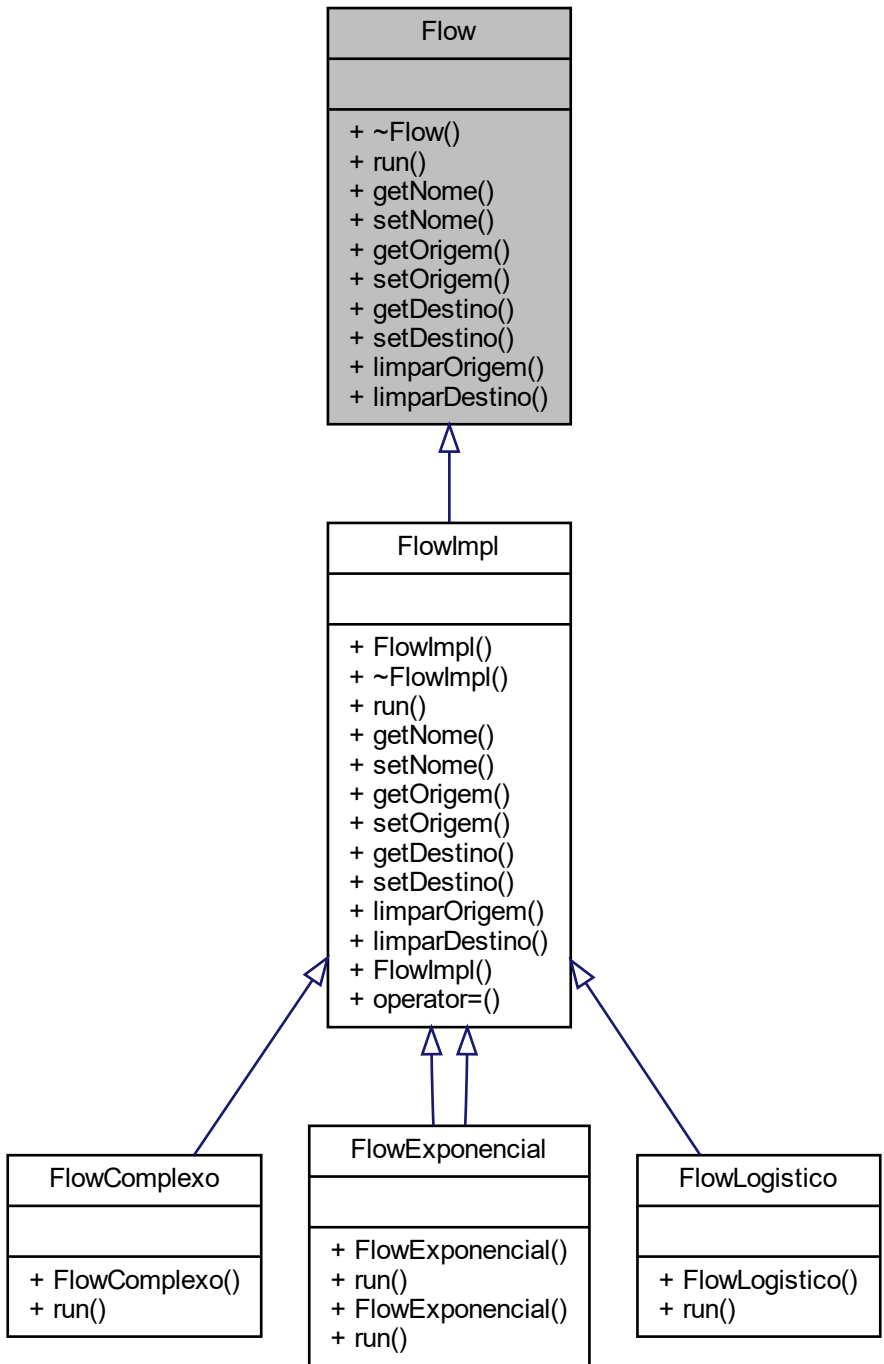 Flow
+ ~Flow()
+ run()
+ getNome()
+ setNome()
+ getOrigem()
+ setOrigem()
+ getDestino()
+ setDestino()
+ limparOrigem()
+ limparDestino()
FlowImpl
+ FlowImpl()
+ ~FlowImpl()
+ run()
+ getNome()
+ setNome()
+ getOrigem()
+ setOrigem()
+ getDestino()
+ setDestino()
+ limparOrigem()
+ limparDestino()
+ FlowImpl()
+ operator=()
FlowComplexo
+ FlowComplexo()
+ run()
FlowExponencial
+ FlowExponencial()
+ run()
+ FlowExponencial()
+ run()
FlowLogistico
+ FlowLogistico()
+ run()